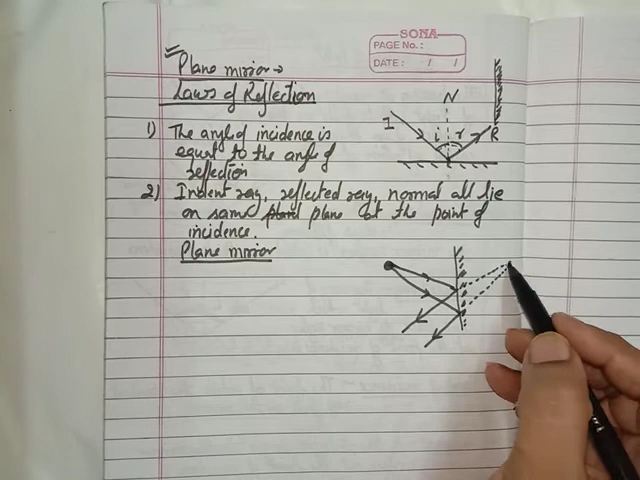 SONA
PAGE No.:
DATE: / /
Plane mirror →
Laws of Reflection
N
I
i r
R
1) The angle of incidence is
equal to the angle of
reflection
2) Indent ray, reflected ray, normal all lie
on same plane at the point of
incidence.
Plane mirror